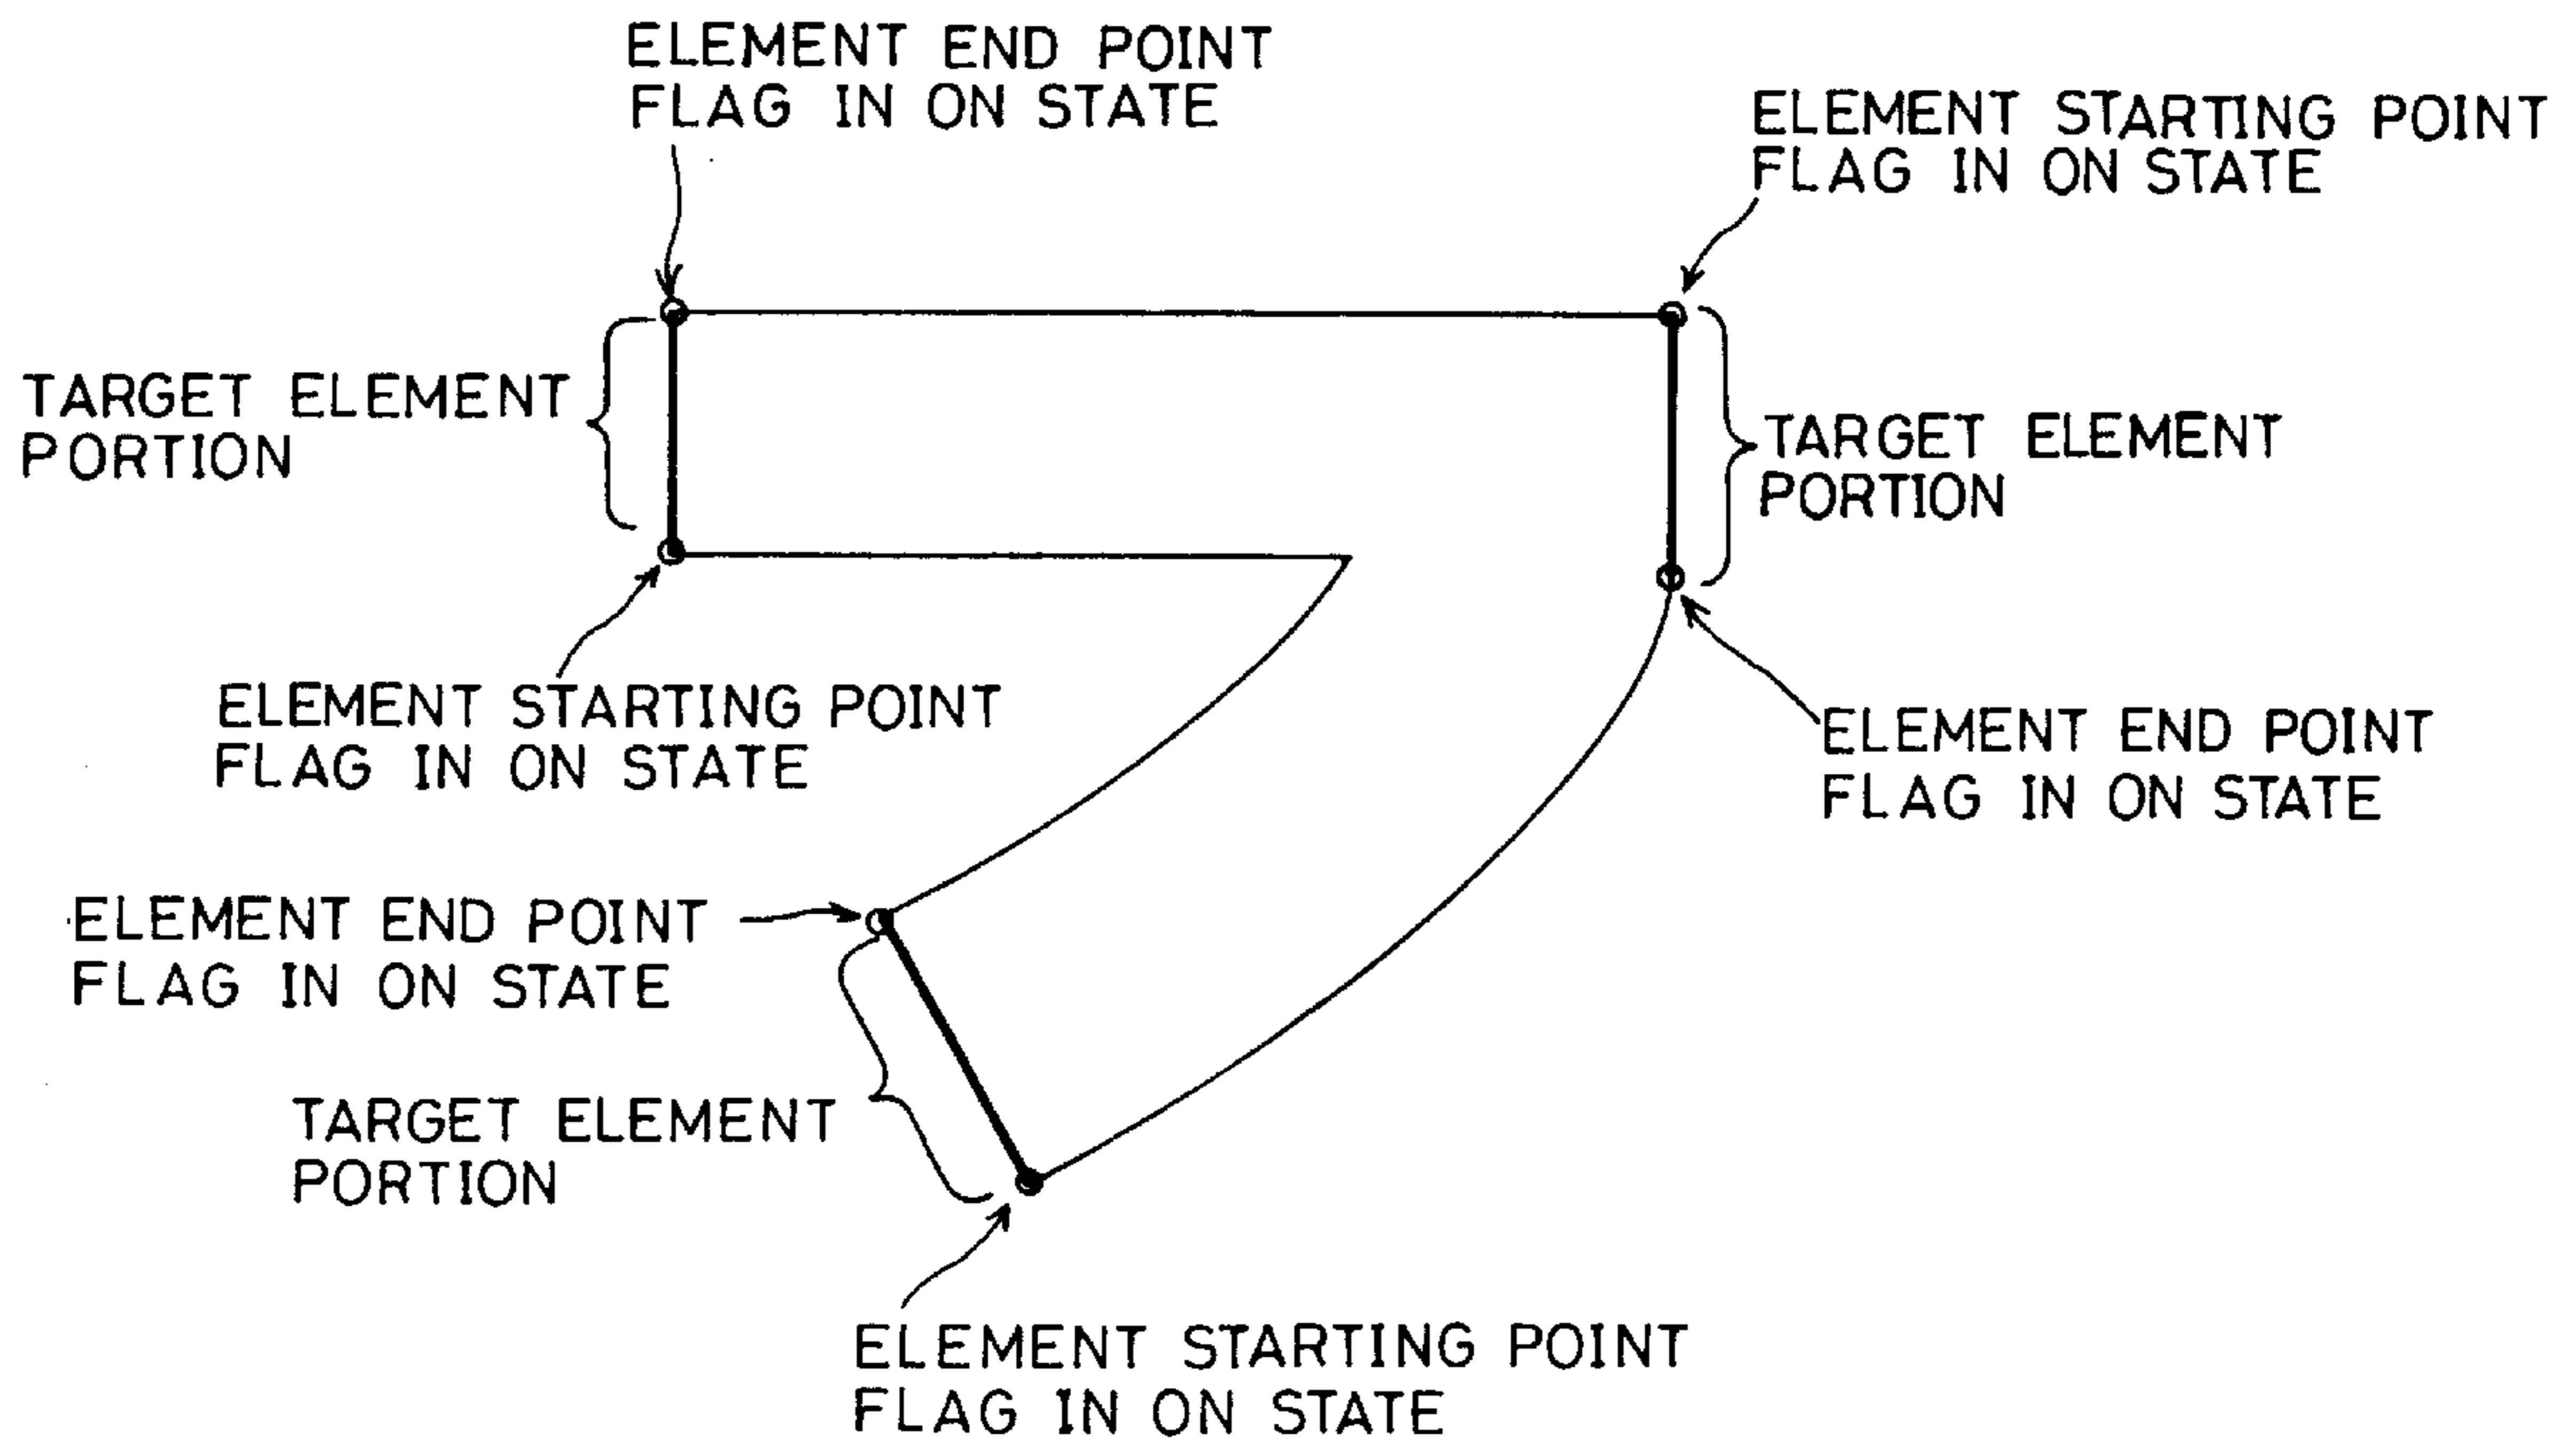 ELEMENT END POINT
FLAG IN ON STATE
ELEMENT STARTING POINT
FLAG IN ON STATE
TARGET ELEMENT
PORTION
TARGET ELEMENT
PORTION
ELEMENT STARTING POINT
FLAG IN ON STATE
ELEMENT END POINT
FLAG IN ON STATE
ELEMENT END POINT
FLAG IN ON STATE
TARGET ELEMENT
PORTION
ELEMENT STARTING POINT
FLAG IN ON STATE